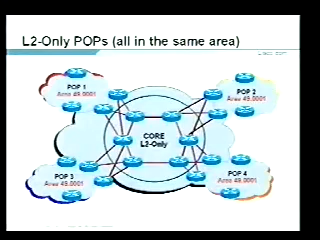 L2-Only POPs (all in the same area)
POP 1
Area 49.0001
POP 2
Area 49.0001
CORE
L2-Only
POP 3
Area 49.0001
POP 4
Area 49.0001